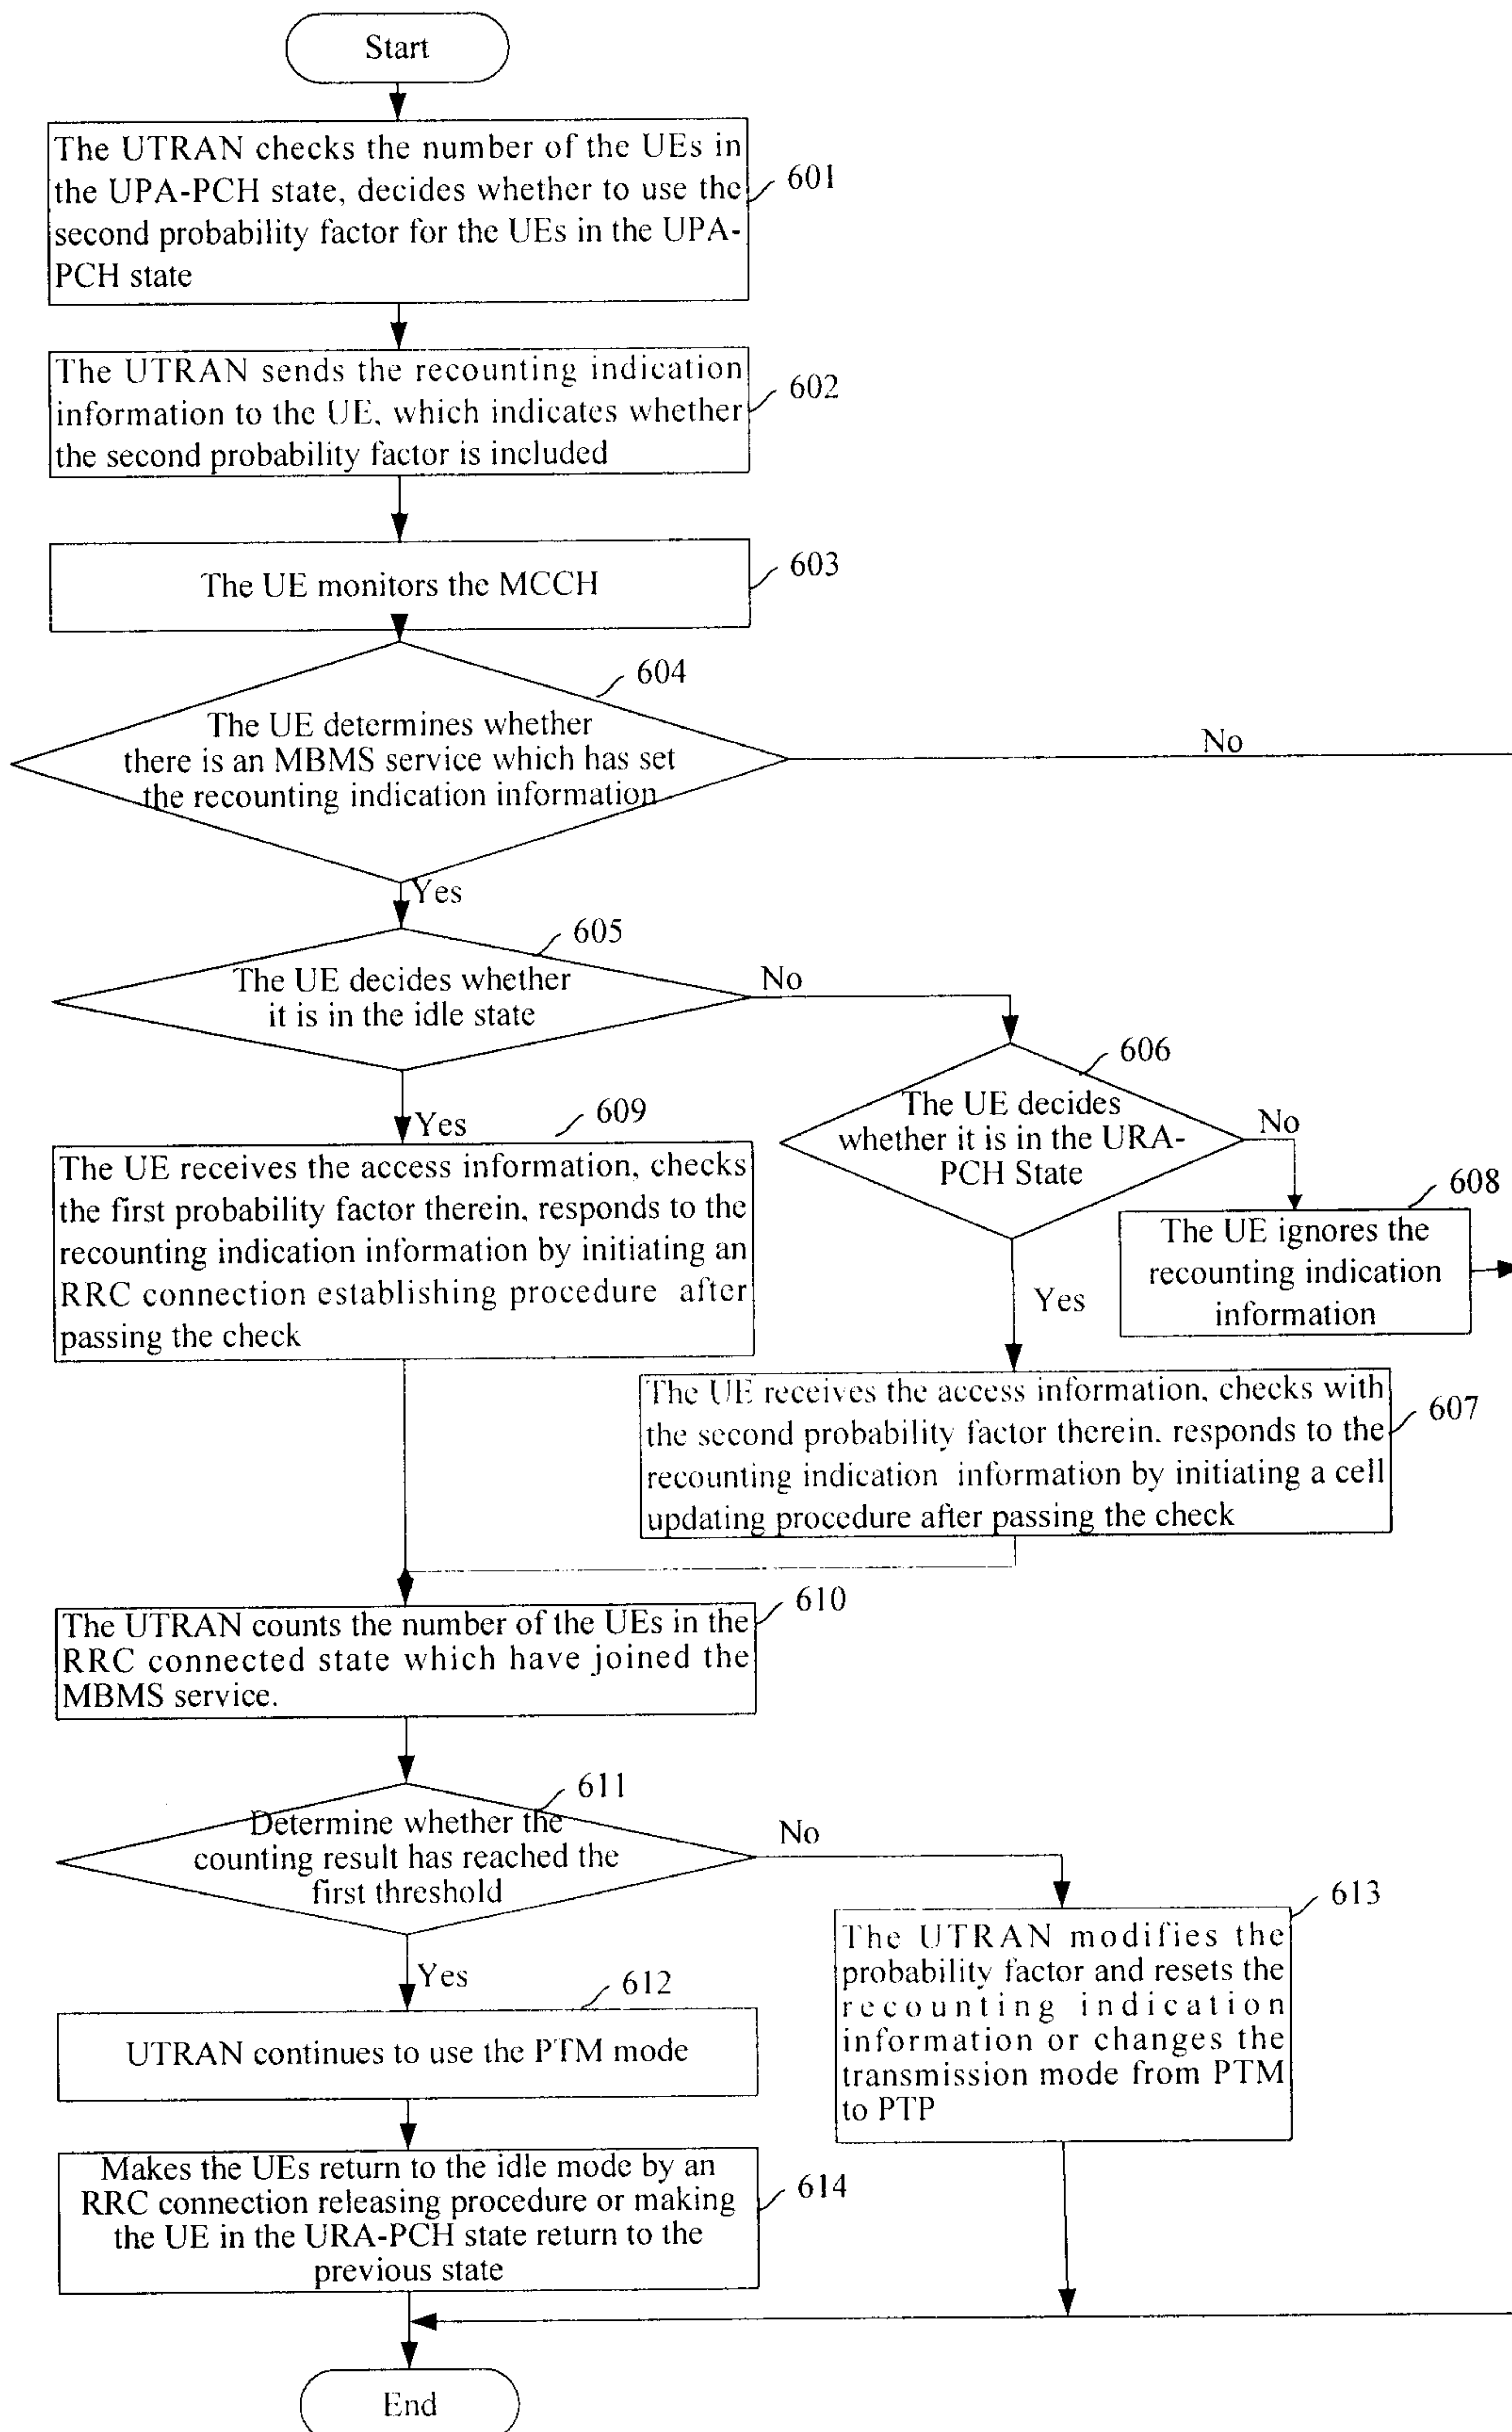 Start
The UTRAN checks the number of the UEs in
the UPA-PCH state, decides whether to use the
second probability factor for the UEs in the UPA-
PCH state
601
The UTRAN sends the recounting indication
information to the UE, which indicates whether
the second probability factor is included
602
The UE monitors the MCCH
603
604
The UE determines whether
there is an MBMS service which has set
the recounting indication information
No
Yes
605
The UE decides whether
it is in the idle state
No
606
The UE decides
whether it is in the URA-
PCH State
No
Yes
609
The UE receives the access information, checks
the first probability factor therein, responds to the
recounting indication information by initiating an
RRC connection establishing procedure after
passing the check
608
The UE ignores the
recounting indication
information
Yes
The UE receives the access information, checks with
the second probability factor therein. responds to the
recounting indication information by initiating a cell
updating procedure after passing the check
607
The UTRAN counts the number of the UEs in the
RRC connected state which have joined the
MBMS service.
610
611
Determine whether the
counting result has reached the
first threshold
No
Yes
613
The UTRAN modifies the
probability factor and resets the
recounting indication
information or changes the
transmission mode from PTM
to PTP
612
UTRAN continues to use the PTM mode
Makes the UEs return to the idle mode by an
RRC connection releasing procedure or making
the UE in the URA-PCH state return to the
previous state
614
End